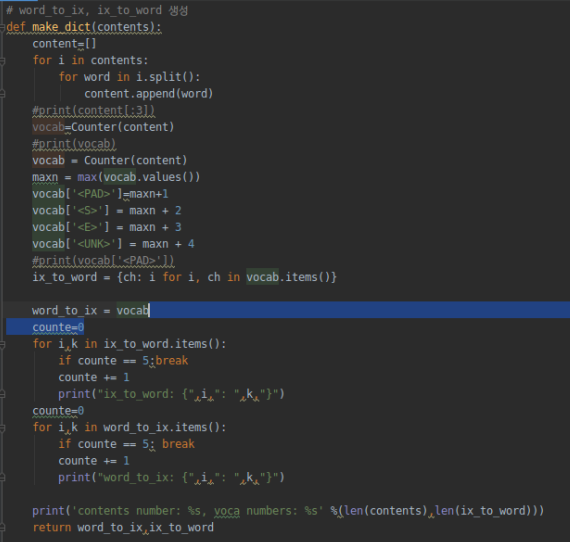 # word_to_ix, ix_to_word 생성
def make_dict(contents):
    content=[]
    for i in contents:
        for word in i.split():
            content.append(word)
    #print(content[:3])
    vocab=Counter(content)
    #print(vocab)
    vocab = Counter(content)
    maxn = max(vocab.values())
    vocab['<PAD>']=maxn+1
    vocab['<S>'] = maxn + 2
    vocab['<E>'] = maxn + 3
    vocab['<UNK>'] = maxn + 4
    #print(vocab['<PAD>'])
    ix_to_word = {ch: i for i, ch in vocab.items()}
    word_to_ix = vocab
    counte=0
    for i,k in ix_to_word.items():
        if counte == 5:break
        counte += 1
        print("ix_to_word: {",i,": ",k,"}")
    counte=0
    for i,k in word_to_ix.items():
        if counte == 5: break
        counte += 1
        print("word_to_ix: {",i,": ",k,"}")
    print('contents number: %s, voca numbers: %s' %(len(contents),len(ix_to_word)))
    return word_to_ix,ix_to_word